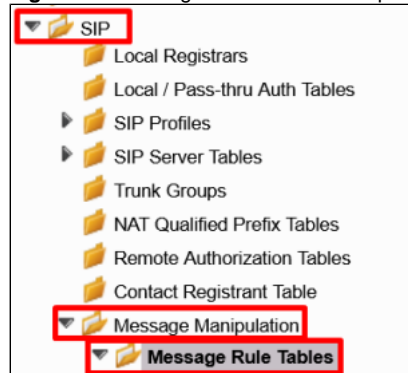 SIP
Local Registrars
Local / Pass-thru Auth Tables
SIP Profiles
SIP Server Tables
Trunk Groups
NAT Qualified Prefix Tables
Remote Authorization Tables
Contact Registrant Table
Message Manipulation
Message Rule Tables